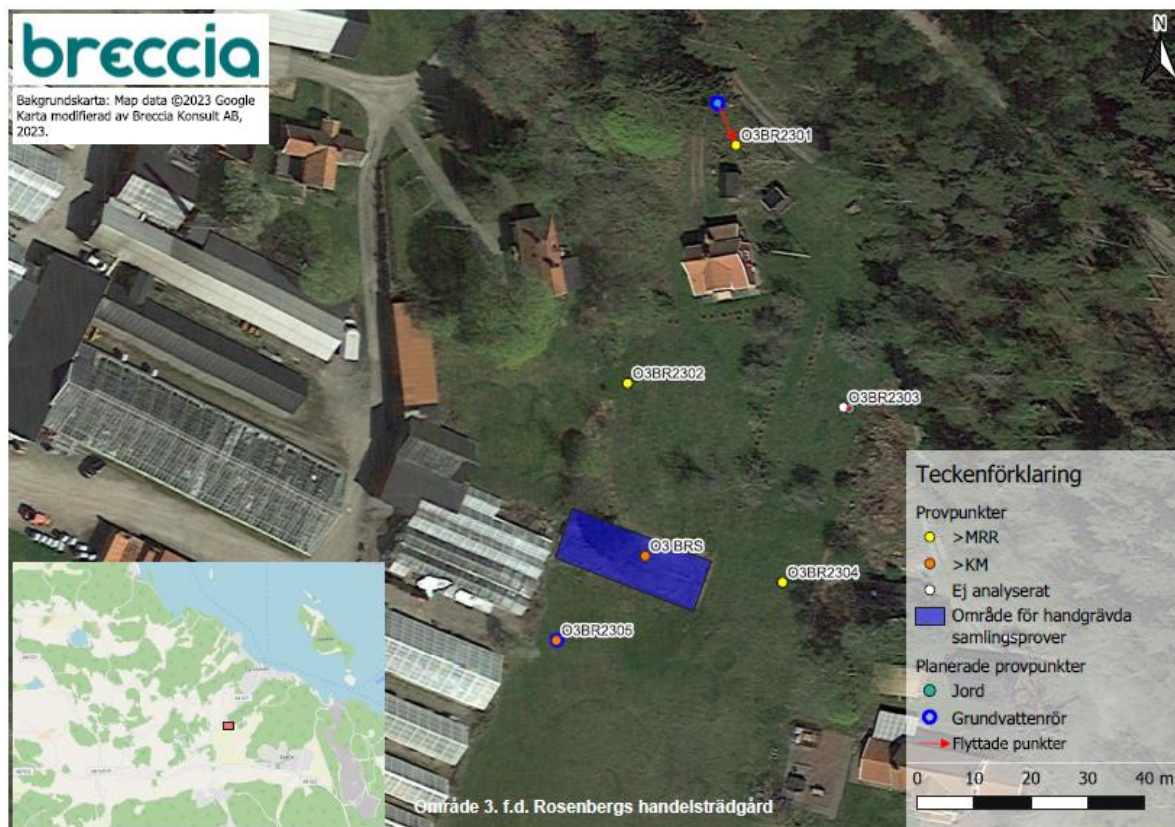 breccia
Bakgrundskarta: Map data ©2023 Google
Karta modifierad av Breccia Konsult AB,
2023.
N
O3BR2301
O3BR2302
O3BR2303
O3 BRS
O3BR2304
O3BR2305
Teckenförklaring
Provpunkter
>MRR
>KM
Ej analyserat
Område för handgrävda
samlingsprover
Planerade provpunkter
Jord
Grundvattenrör
Flyttade punkter
0 10 20 30 40 m
Område 3. f.d. Rosenbergs handelsträdgård